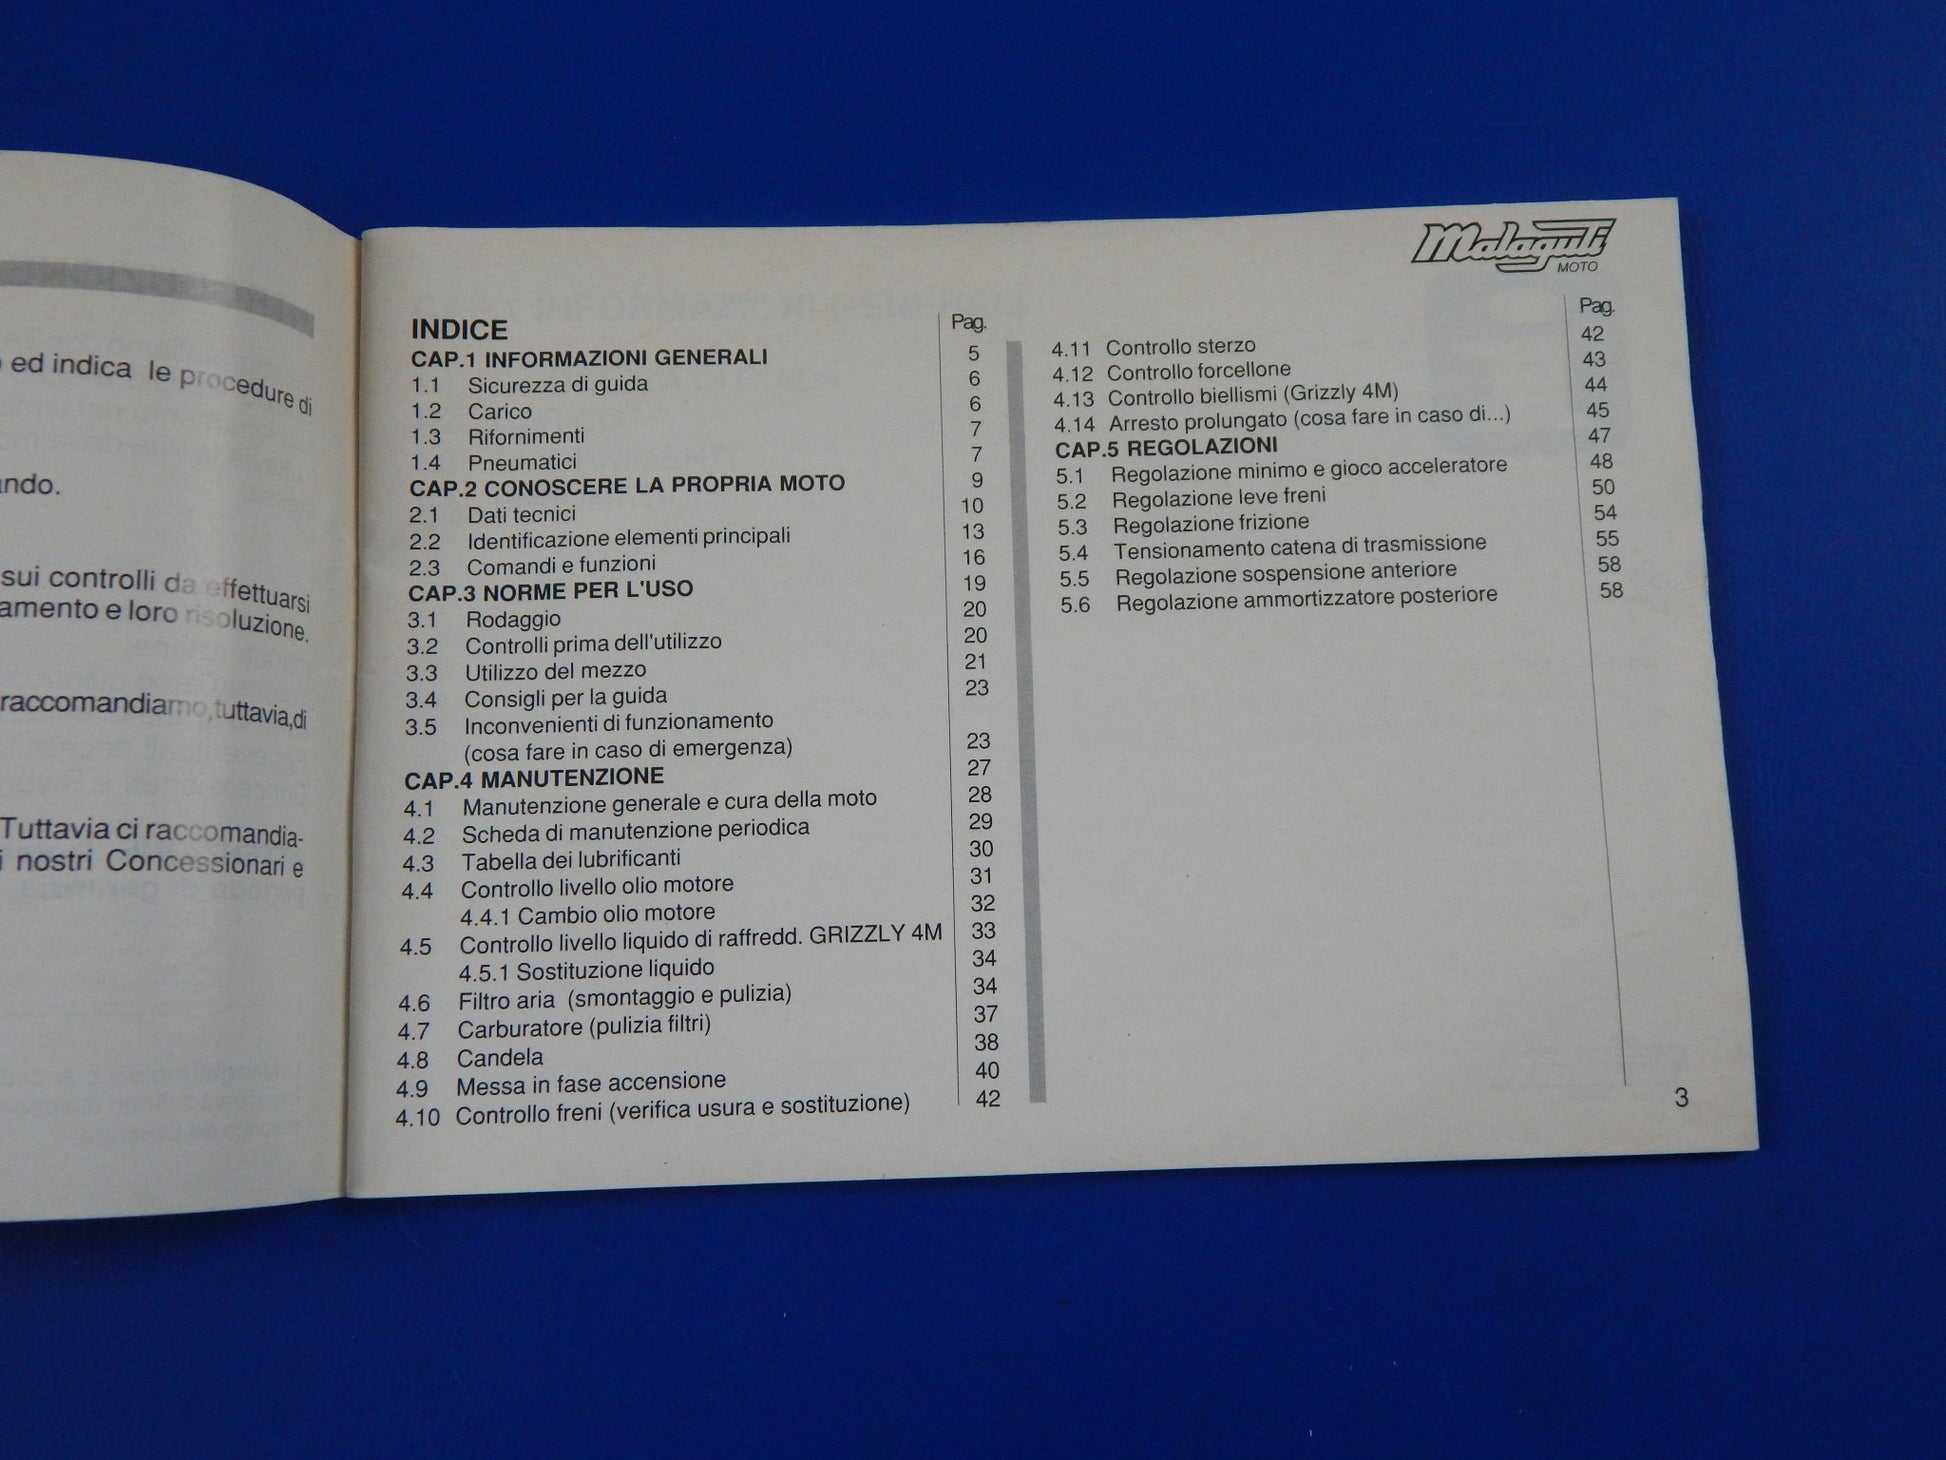 ed indica le procedure di
ando.
sui controlli da effettuarsi
amento e loro risoluzione.
raccomandiamo,tuttavia,di
Tuttavia ci raccomandia-
i nostri Concessionari e
Malaguti
MOTO
INDICE Pag.
CAP.1 INFORMAZIONI GENERALI 5
1.1 Sicurezza di guida 6
1.2 Carico 6
1.3 Rifornimenti 7
1.4 Pneumatici 7
CAP.2 CONOSCERE LA PROPRIA MOTO 9
2.1 Dati tecnici 10
2.2 Identificazione elementi principali 13
2.3 Comandi e funzioni 16
CAP.3 NORME PER L'USO 19
3.1 Rodaggio 20
3.2 Controlli prima dell'utilizzo 20
3.3 Utilizzo del mezzo 21
3.4 Consigli per la guida 23
3.5 Inconvenienti di funzionamento
(cosa fare in caso di emergenza) 23
CAP.4 MANUTENZIONE 27
4.1 Manutenzione generale e cura della moto 28
4.2 Scheda di manutenzione periodica 29
4.3 Tabella dei lubrificanti 30
4.4 Controllo livello olio motore 31
4.4.1 Cambio olio motore 32
4.5 Controllo livello liquido di raffredd. GRIZZLY 4M 33
4.5.1 Sostituzione liquido 34
4.6 Filtro aria (smontaggio e pulizia) 34
4.7 Carburatore (pulizia filtri) 37
4.8 Candela 38
4.9 Messa in fase accensione 40
4.10 Controllo freni (verifica usura e sostituzione) 42
Pag.
4.11 Controllo sterzo 42
4.12 Controllo forcellone 43
4.13 Controllo biellismi (Grizzly 4M) 44
4.14 Arresto prolungato (cosa fare in caso di...) 45
CAP.5 REGOLAZIONI 47
5.1 Regolazione minimo e gioco acceleratore 48
5.2 Regolazione leve freni 50
5.3 Regolazione frizione 54
5.4 Tensionamento catena di trasmissione 55
5.5 Regolazione sospensione anteriore 58
5.6 Regolazione ammortizzatore posteriore 58
3